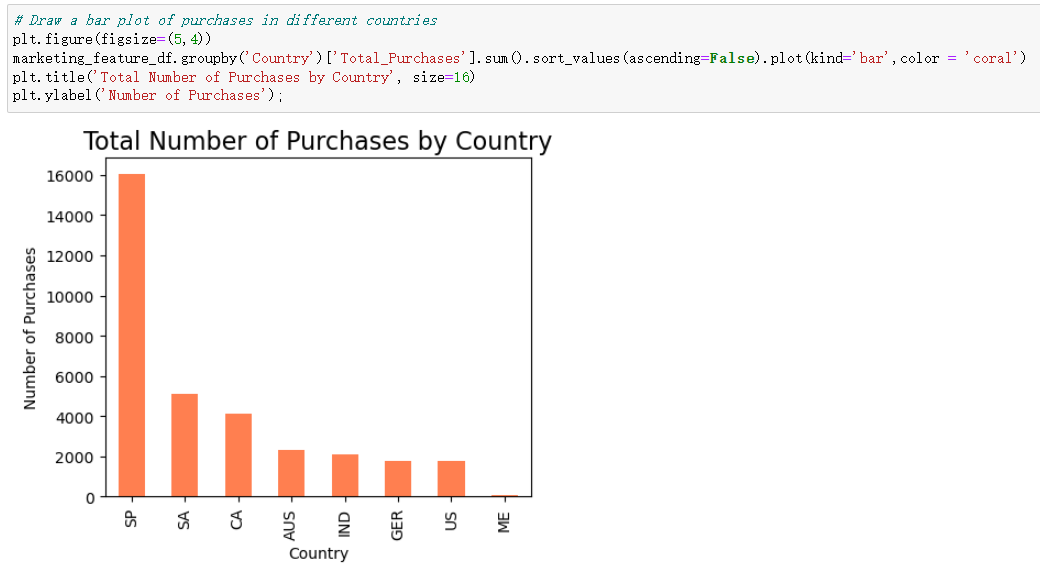 # Draw a bar plot of purchases in different countries
plt.figure(figsize=(5,4))
marketing_feature_df.groupby('Country')['Total_Purchases'].sum().sort_values(ascending=False).plot(kind='bar',color = 'coral')
plt.title('Total Number of Purchases by Country', size=16)
plt.ylabel('Number of Purchases');
Total Number of Purchases by Country
16000
14000
12000
10000
8000
6000
4000
2000
0
Number of Purchases
SP
SA
CA
AUS
IND
GER
US
ME
Country